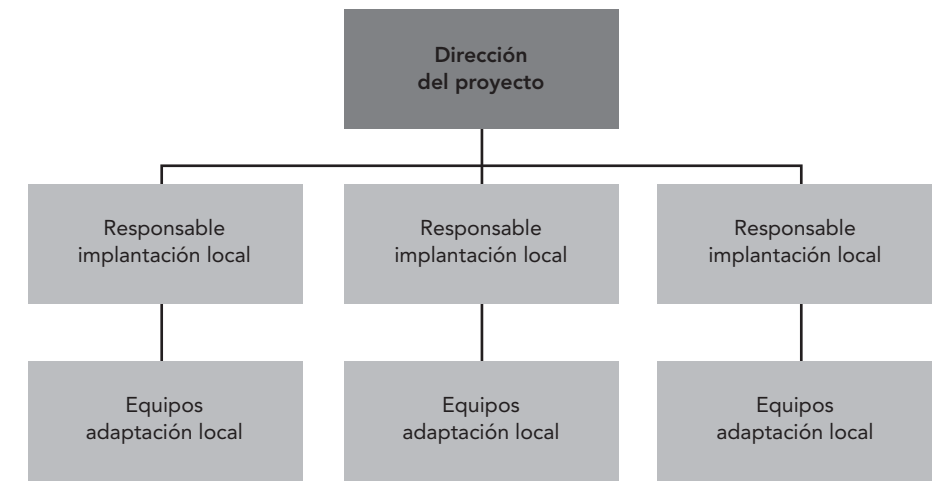 Dirección
del proyecto
Responsable
implantación local
Responsable
implantación local
Responsable
implantación local
Equipos
adaptación local
Equipos
adaptación local
Equipos
adaptación local